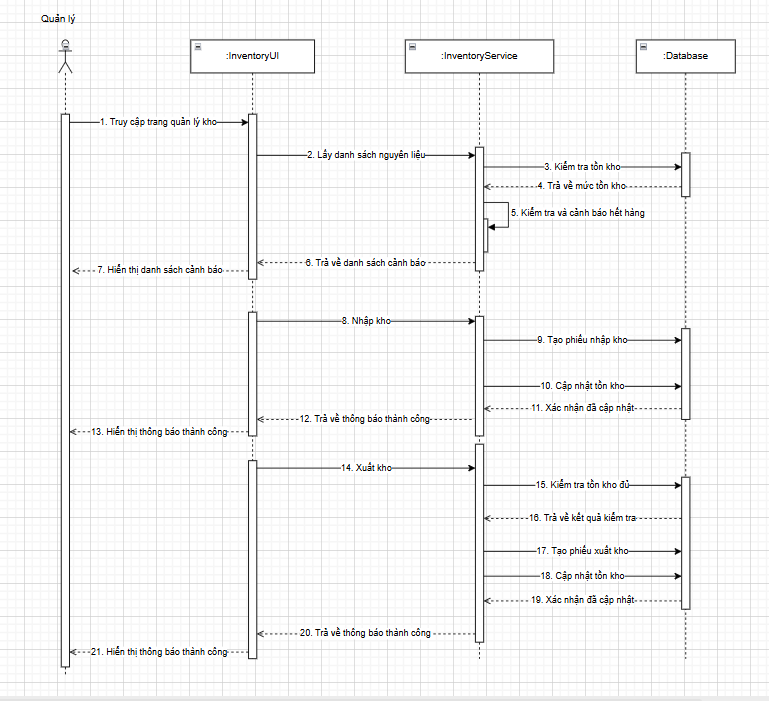 Quản lý
:InventoryUI
:InventoryService
:Database
1. Truy cập trang quản lý kho
2. Lấy danh sách nguyên liệu
3. Kiểm tra tồn kho
4. Trả về mức tồn kho
5. Kiểm tra và cảnh báo hết hàng
6. Trả về danh sách cảnh báo
7. Hiển thị danh sách cảnh báo
8. Nhập kho
9. Tạo phiếu nhập kho
10. Cập nhật tồn kho
11. Xác nhận đã cập nhật
12. Trả về thông báo thành công
13. Hiển thị thông báo thành công
14. Xuất kho
15. Kiểm tra tồn kho đủ
16. Trả về kết quả kiểm tra
17. Tạo phiếu xuất kho
18. Cập nhật tồn kho
19. Xác nhận đã cập nhật
20. Trả về thông báo thành công
21. Hiển thị thông báo thành công